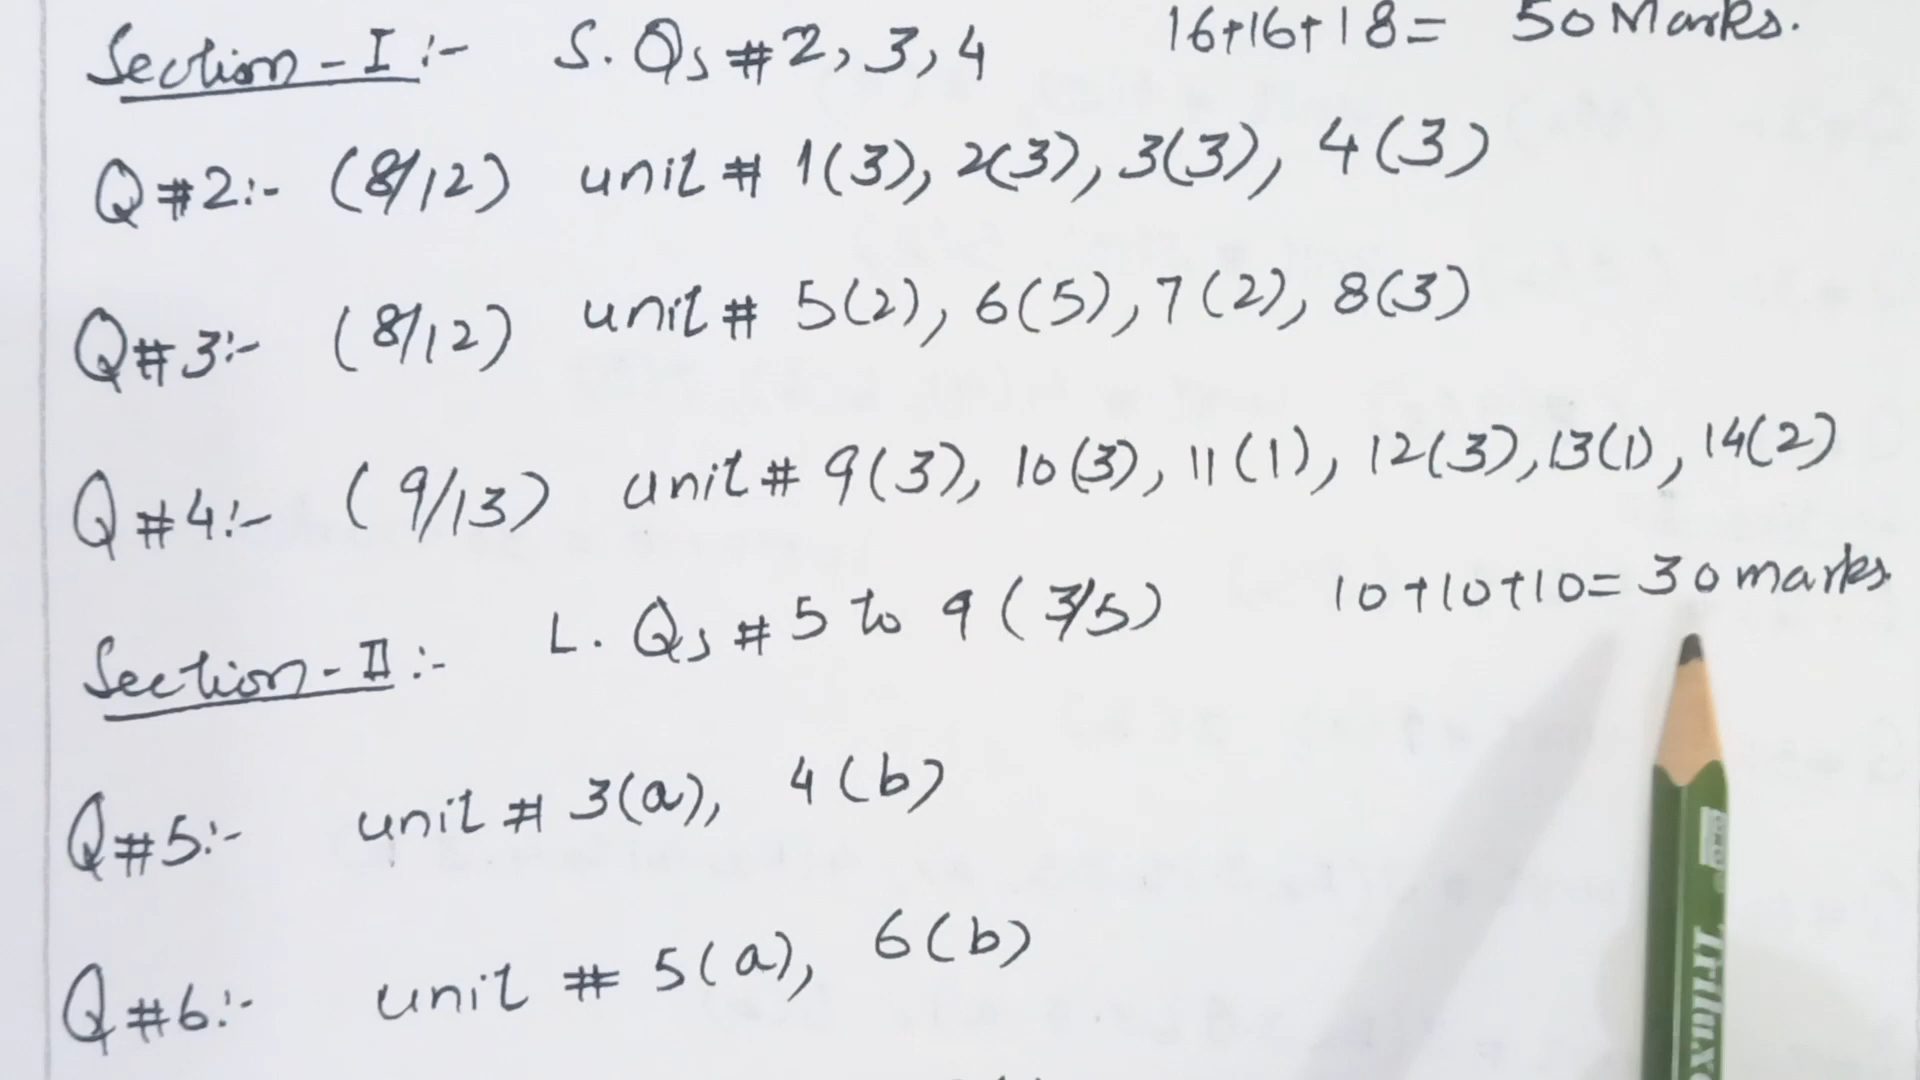 Section-I:- S. Qs # 2, 3, 4 16+16+18= 50 Marks.
Q#2:- (8/12) unit # 1(3), 2(3), 3(3), 4(3)
Q#3:- (8/12) unit # 5(2), 6(5), 7(2), 8(3)
Q#4:- (9/13) unit # 9(3), 10(3), 11(1), 12(3), 13(1), 14(2)
Section-II:- L. Qs # 5 to 9 (3/5) 10+10+10= 30 marks.
Q#5:- unit # 3(a), 4(b)
Q#6:- unit # 5(a), 6(b)